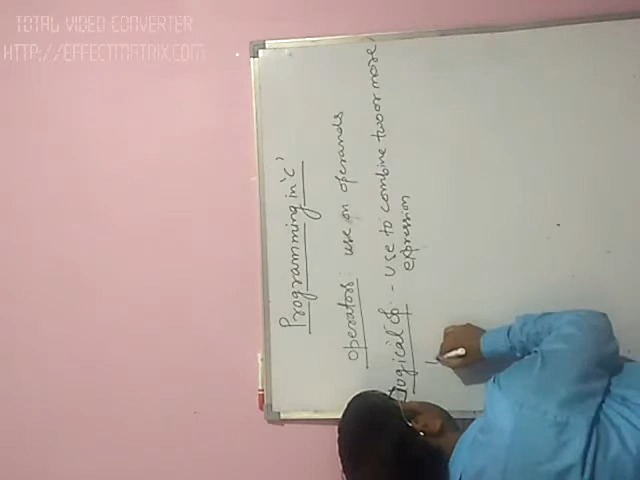 TOTAL VIDEO CONVERTER
HTTP://EFFECTMATRIX.COM
Programming in 'C'
operators: use on operands
Logical op. - use to combine two or more
expression